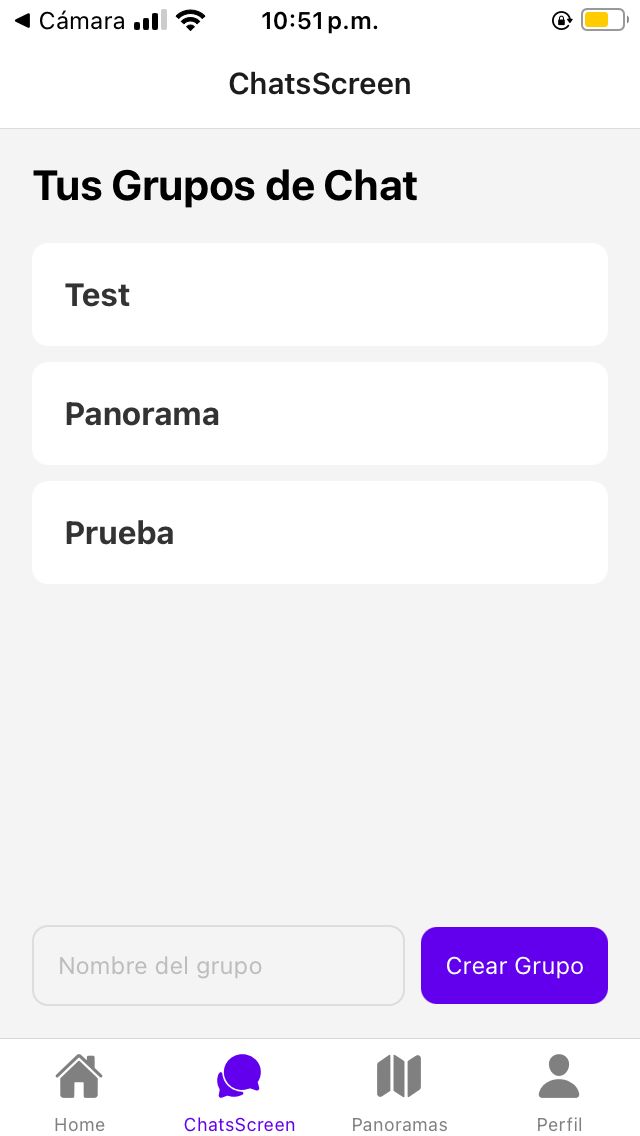 Cámara 10:51 p.m.
ChatsScreen
Tus Grupos de Chat
Test
Panorama
Prueba
Nombre del grupo Crear Grupo
Home ChatsScreen Panoramas Perfil